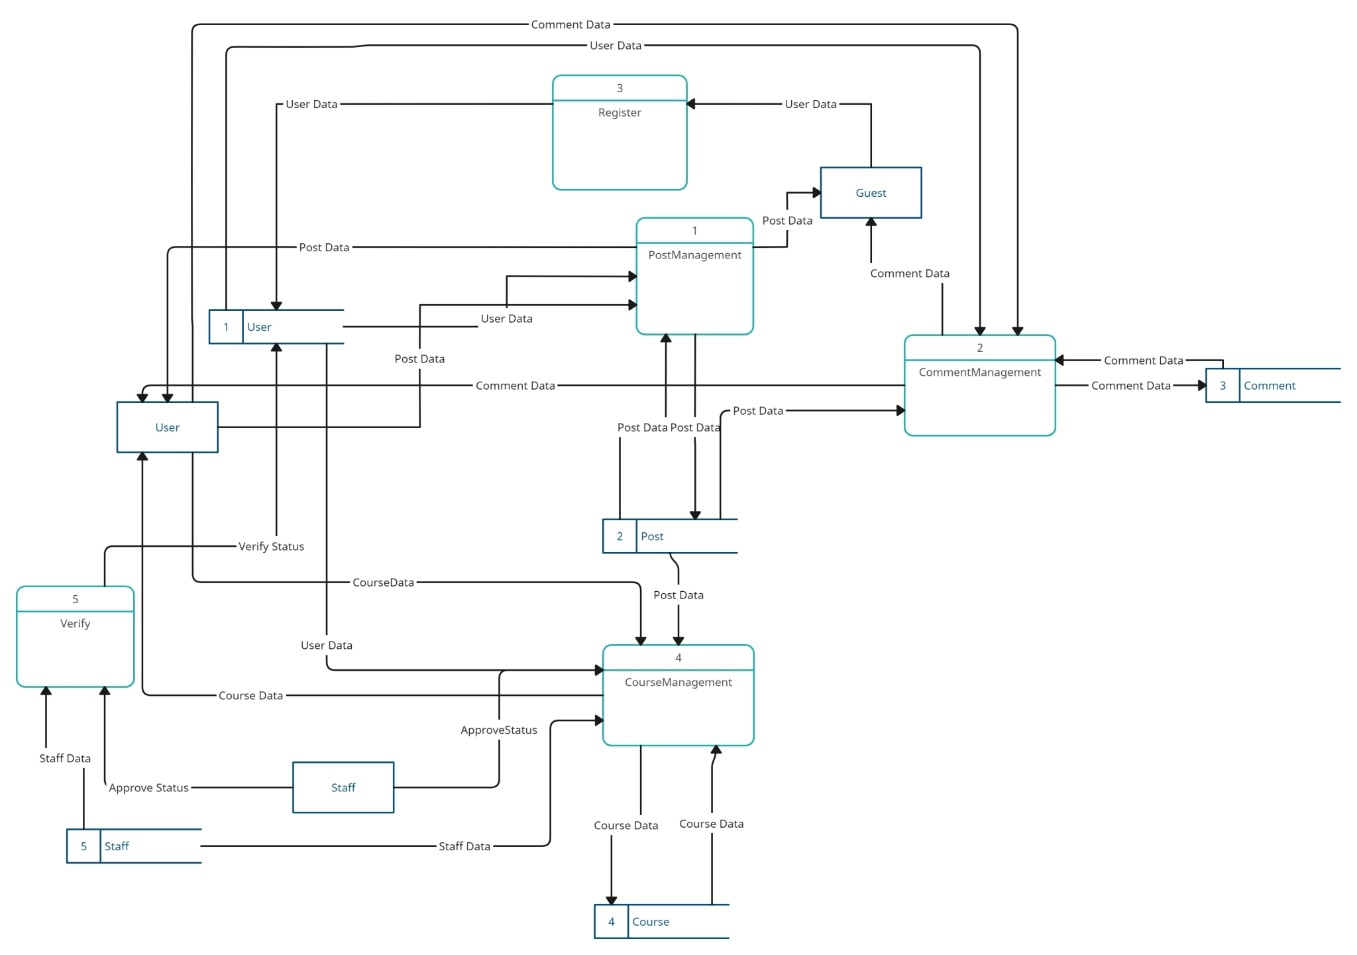 Comment Data
User Data
3
Register
User Data
User Data
Guest
Post Data
1
PostManagement
Post Data
Comment Data
1
User
User Data
2
CommentManagement
Post Data
Comment Data
Comment Data
Comment Data
3
Comment
Post Data
User
Post Data
Post Data
2
Post
Verify Status
CourseData
Post Data
5
Verify
User Data
4
CourseManagement
Course Data
ApproveStatus
Staff Data
Approve Status
Staff
Course Data
Course Data
5
Staff
Staff Data
4
Course